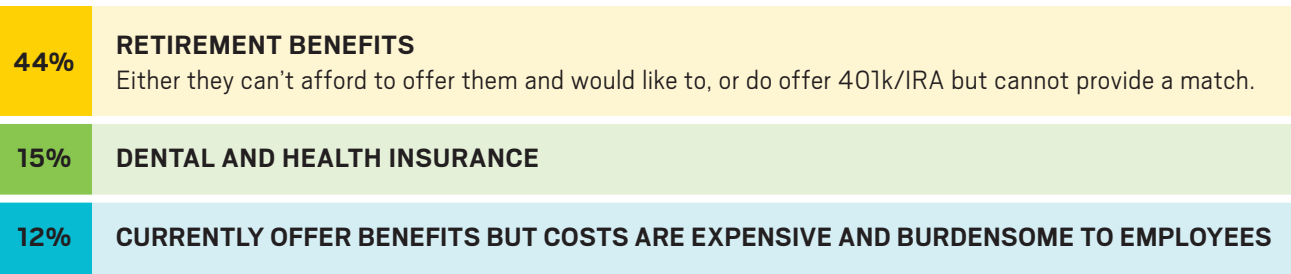 44%
RETIREMENT BENEFITS
Either they can't afford to offer them and would like to, or do offer 401k/IRA but cannot provide a match.
15%
DENTAL AND HEALTH INSURANCE
12%
CURRENTLY OFFER BENEFITS BUT COSTS ARE EXPENSIVE AND BURDENSOME TO EMPLOYEES